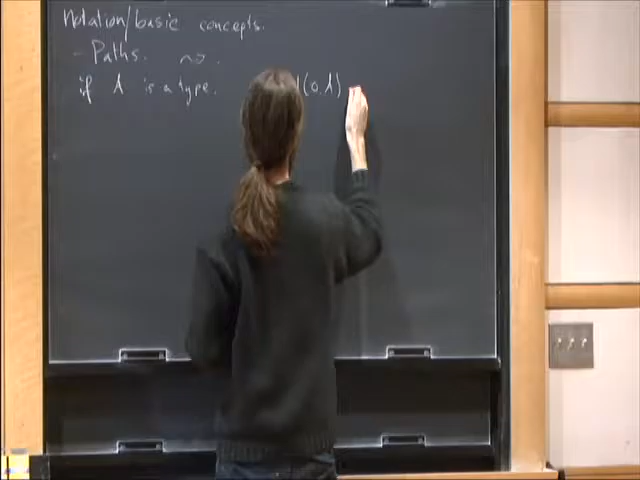 Notation/basic concepts.
- Paths. ~>.
if A is a type. (0,A)